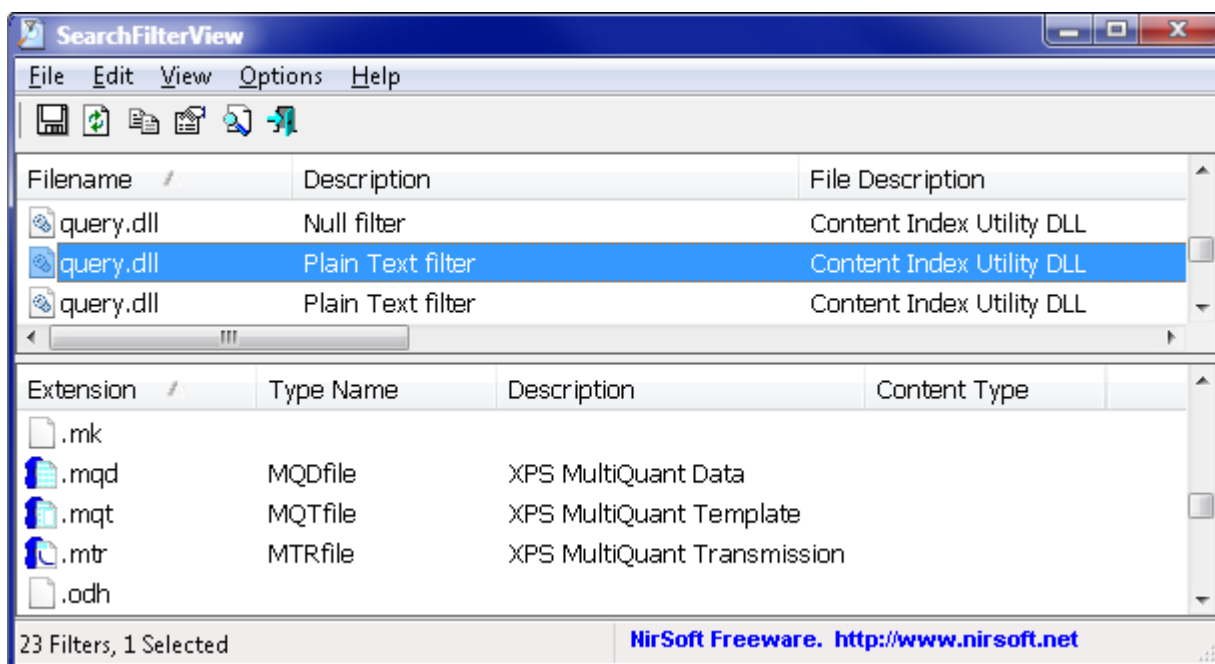 SearchFilterView
File Edit View Options Help
Filename Description File Description
query.dll Null filter Content Index Utility DLL
query.dll Plain Text filter Content Index Utility DLL
query.dll Plain Text filter Content Index Utility DLL
Extension Type Name Description Content Type
.mk
.mqd MQDfile XPS MultiQuant Data
.mqt MQTfile XPS MultiQuant Template
.mtr MTRfile XPS MultiQuant Transmission
.odh
23 Filters, 1 Selected NirSoft Freeware. http://www.nirsoft.net